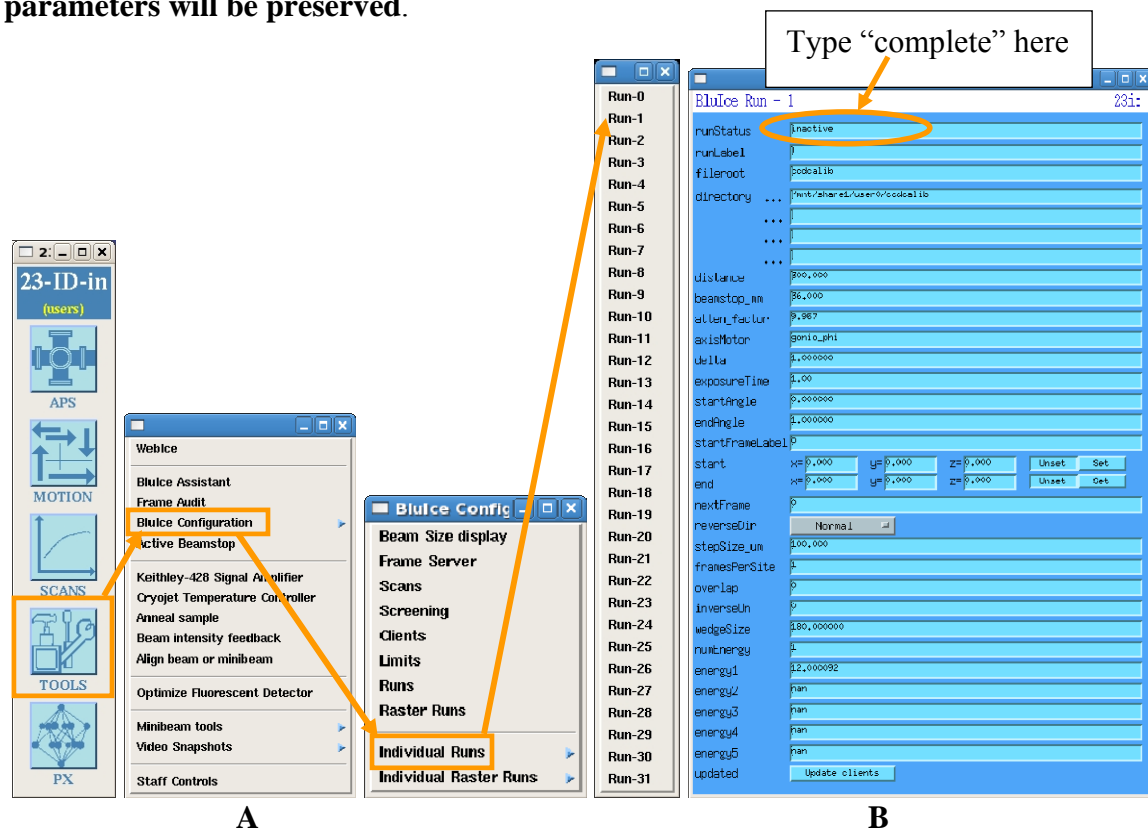 parameters will be preserved.
Type “complete” here
2:
23-ID-in
(users)
APS
MOTION
SCANS
TOOLS
PX
WebIce
BluIce Assistant
Frame Audit
BluIce Configuration
Active Beamstop
Keithley-428 Signal Amplifier
Cryojet Temperature Controller
Anneal sample
Beam intensity feedback
Align beam or minibeam
Optimize Fluorescent Detector
Minibeam tools
Video Snapshots
Staff Controls
BluIce Config
Beam Size display
Frame Server
Scans
Screening
Clients
Limits
Runs
Raster Runs
Individual Runs
Individual Raster Runs
Run-0
Run-1
Run-2
Run-3
Run-4
Run-5
Run-6
Run-7
Run-8
Run-9
Run-10
Run-11
Run-12
Run-13
Run-14
Run-15
Run-16
Run-17
Run-18
Run-19
Run-20
Run-21
Run-22
Run-23
Run-24
Run-25
Run-26
Run-27
Run-28
Run-29
Run-30
Run-31
BluIce Run - 1 23i:
runStatus inactive
runLabel
fileroot ccdcalib
directory ... /mnt/share1/user0/ccdcalib
...
...
...
distance 300.000
beamstop_mm 36.000
atten_factor 9.967
axisMotor gonio_phi
delta 1.000000
exposureTime 1.00
startAngle 0.000000
endAngle 1.000000
startFrameLabel 0
start x= 0.000 y= 0.000 z= 0.000 Unset Set
end x= 0.000 y= 0.000 z= 0.000 Unset Set
nextFrame 0
reverseDir Normal
stepSize_um 100.000
framesPerSite 1
overlap 0
inverseOn 0
wedgeSize 180.000000
numEnergy 1
energy1 12.000092
energy2 nan
energy3 nan
energy4 nan
energy5 nan
updated Update clients
A B